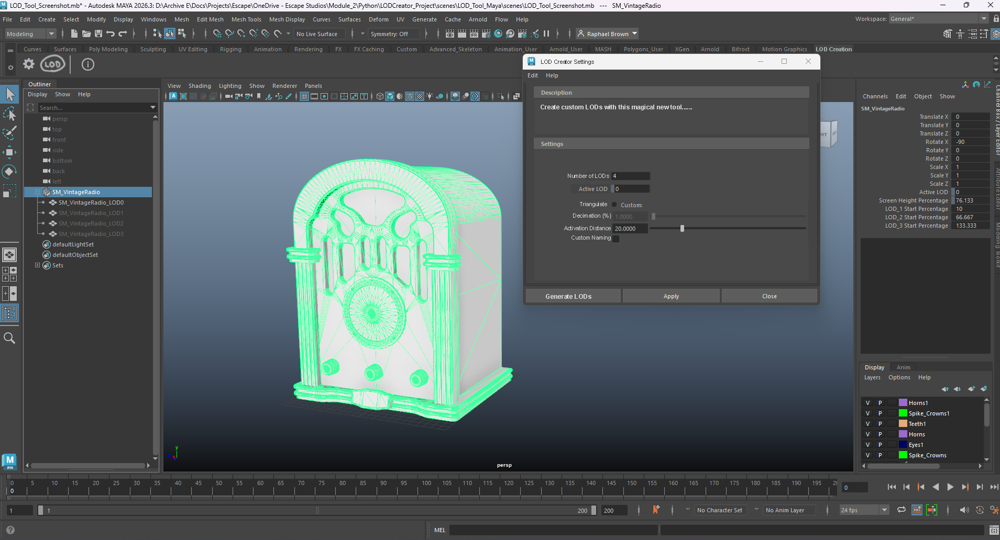 LOD_Tool_Screenshot.mb* - Autodesk MAYA 2026.3: D:\Archive E\Docs\Projects\Escape\OneDrive - Escape Studios\Module_2\Python\LODCreator_Project\scenes\LOD_Tool_Maya\scenes\LOD_Tool_Screenshot.mb --- SM_VintageRadio
File Edit Create Select Modify Display Windows Mesh Edit Mesh Mesh Tools Mesh Display Curves Surfaces Deform UV Generate Cache Arnold Flow Help
Workspace: General*
Modeling
No Live Surface
Symmetry: Off
IPR
Raphael Brown
Curves Surfaces Poly Modeling Sculpting UV Editing Rigging Animation Rendering FX FX Caching Custom Advanced_Skeleton Animation_User Arnold_User MASH Polygons_User XGen Arnold Bifrost Motion Graphics LOD Creation
LOD
Outliner
Display Show Help
Search...
persp
top
front
side
bottom
back
left
SM_VintageRadio
SM_VintageRadio_LOD0
SM_VintageRadio_LOD1
SM_VintageRadio_LOD2
SM_VintageRadio_LOD3
defaultLightSet
defaultObjectSet
Sets
View Shading Lighting Show Renderer Panels
HT
y
x
persp
LOD Creator Settings
Edit Help
Description
Create custom LODs with this magical new tool......
Settings
Number of LODs 4
Active LOD 0
Triangulate Custom:
Decimation (%) 1.0000
Activation Distance 20.0000
Custom Naming
Generate LODs
Apply
Close
Channels Edit Object Show
SM_VintageRadio
Translate X 0
Translate Y 0
Translate Z 0
Rotate X -90
Rotate Y 0
Rotate Z 0
Scale X 1
Scale Y 1
Scale Z 1
Active LOD 0
Screen Height Percentage 76.133
LOD_1 Start Percentage 10
LOD_2 Start Percentage 66.667
LOD_3 Start Percentage 133.333
Channel Box / Layer Editor
Attribute Editor
Modeling Toolkit
Display Anim
Layers Options Help
V P Horns1
V P Spike_Crowns1
V P Teeth1
V P Horns
V P Eyes1
V P Spike_Crowns
M
AYA
0 5 10 15 20 25 30 35 40 45 50 55 60 65 70 75 80 85 90 95 100 105 110 115 120 125 130 135 140 145 150 155 160 165 170 175 180 185 190 195
0
0
1
1
200
200
No Character Set
No Anim Layer
24 fps
MEL